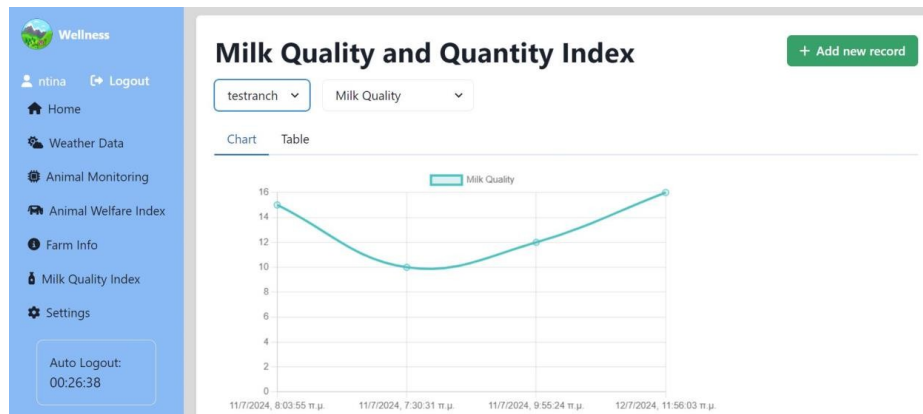 Wellness
ntina Logout
Home
Weather Data
Animal Monitoring
Animal Welfare Index
Farm Info
Milk Quality Index
Settings
Auto Logout:
00:26:38
Milk Quality and Quantity Index
+ Add new record
testranch
Milk Quality
Chart Table
Milk Quality
16
14
12
10
8
6
4
2
0
11/7/2024, 8:03:55 π.μ. 11/7/2024, 7:30:31 π.μ. 11/7/2024, 9:55:24 π.μ. 12/7/2024, 11:56:03 π.μ.